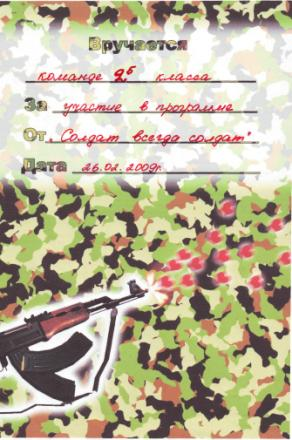 Вручается
команде 2б класса
За участие в программе
От „Солдат всегда солдат"
Дата 26.02.2009г.